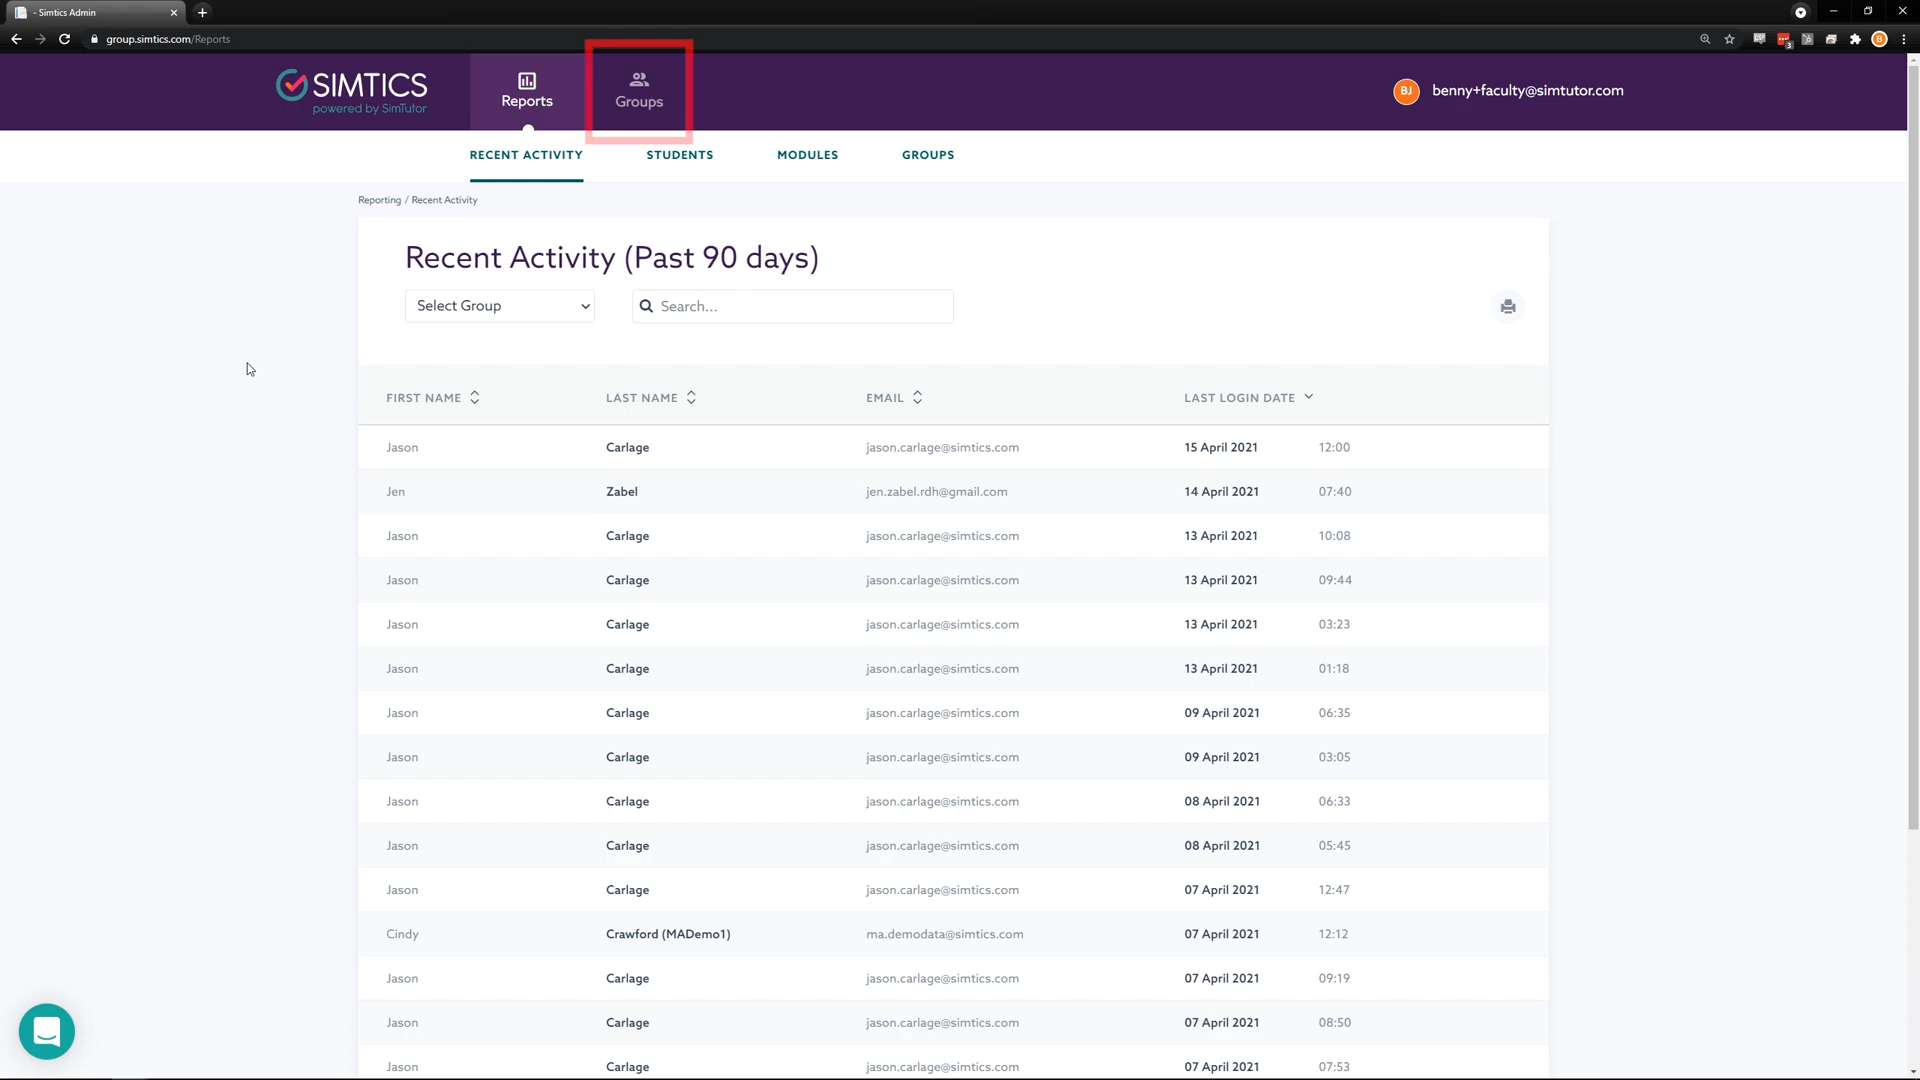 - Simtics Admin
group.simtics.com/Reports
3
B
SIMTICS
powered by SimTutor
Reports
Groups
BJ
benny+faculty@simtutor.com
RECENT ACTIVITY STUDENTS MODULES GROUPS
Reporting / Recent Activity
Recent Activity (Past 90 days)
Select Group
Search...
FIRST NAME LAST NAME EMAIL LAST LOGIN DATE
Jason Carlage jason.carlage@simtics.com 15 April 2021 12:00
Jen Zabel jen.zabel.rdh@gmail.com 14 April 2021 07:40
Jason Carlage jason.carlage@simtics.com 13 April 2021 10:08
Jason Carlage jason.carlage@simtics.com 13 April 2021 09:44
Jason Carlage jason.carlage@simtics.com 13 April 2021 03:23
Jason Carlage jason.carlage@simtics.com 13 April 2021 01:18
Jason Carlage jason.carlage@simtics.com 09 April 2021 06:35
Jason Carlage jason.carlage@simtics.com 09 April 2021 03:05
Jason Carlage jason.carlage@simtics.com 08 April 2021 06:33
Jason Carlage jason.carlage@simtics.com 08 April 2021 05:45
Jason Carlage jason.carlage@simtics.com 07 April 2021 12:47
Cindy Crawford (MADemo1) ma.demodata@simtics.com 07 April 2021 12:12
Jason Carlage jason.carlage@simtics.com 07 April 2021 09:19
Jason Carlage jason.carlage@simtics.com 07 April 2021 08:50
Jason Carlage jason.carlage@simtics.com 07 April 2021 07:53